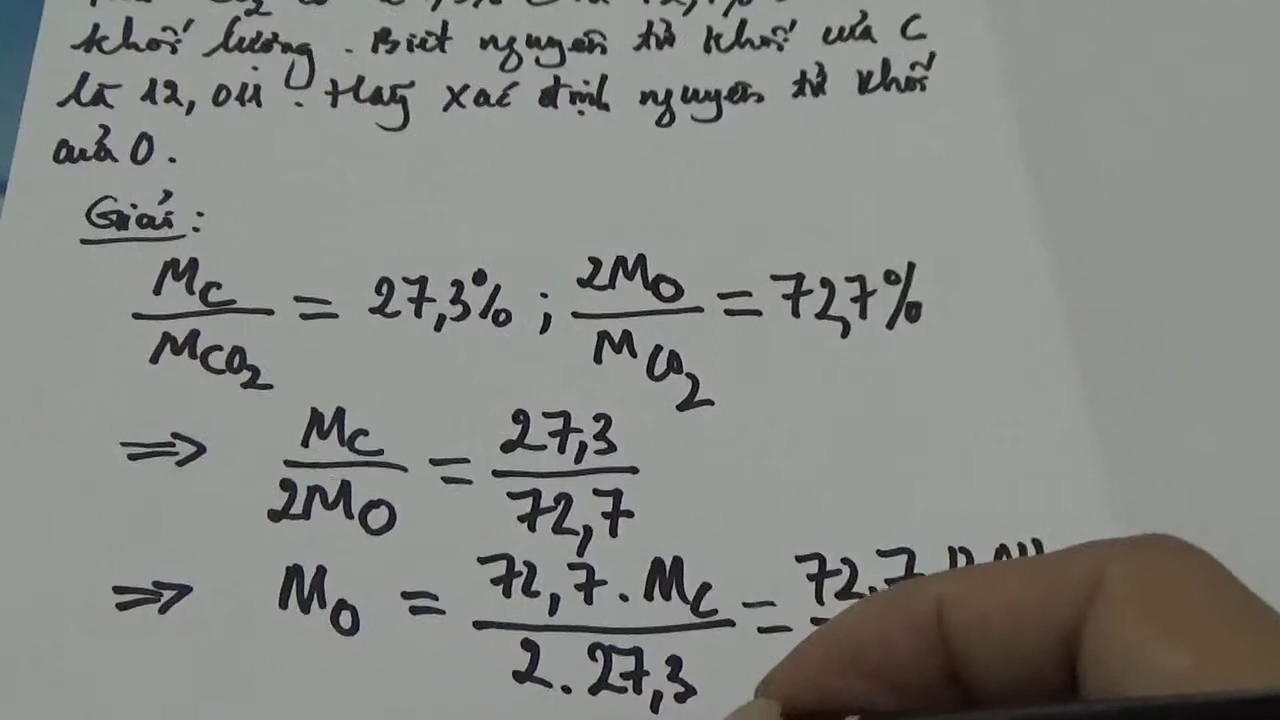 khối lượng. Biết nguyên tử khối của C
là 12,011. Hãy xác định nguyên tử khối
của O.
Giải:
M_C / M_CO₂ = 27,3% ; 2M_O / M_CO₂ = 72,7%
⇒ M_C / 2M_O = 27,3 / 72,7
⇒ M_O = 72,7 . M_C / 2 . 27,3 = 72,7